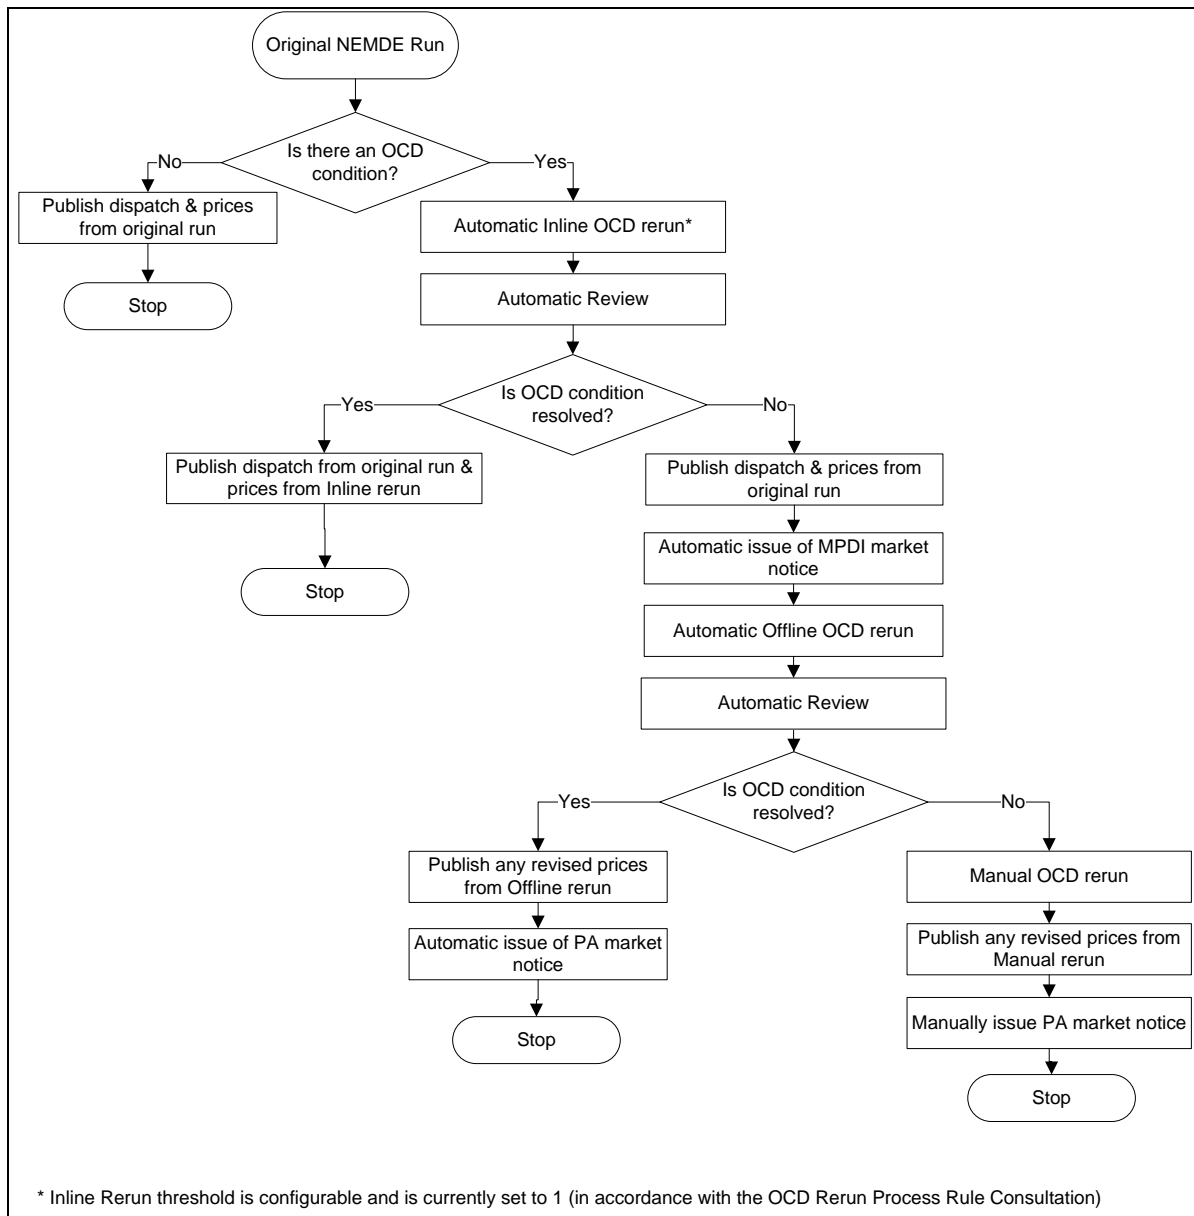 Original NEMDE Run
Is there an OCD
condition?
No
Yes
Publish dispatch & prices
from original run
Automatic Inline OCD rerun*
Stop
Automatic Review
Is OCD condition
resolved?
Yes
No
Publish dispatch from original run &
prices from Inline rerun
Publish dispatch & prices from
original run
Stop
Automatic issue of MPDI market
notice
Automatic Offline OCD rerun
Automatic Review
Is OCD condition
resolved?
Yes
No
Publish any revised prices
from Offline rerun
Manual OCD rerun
Automatic issue of PA market
notice
Publish any revised prices from
Manual rerun
Stop
Manually issue PA market notice
Stop
* Inline Rerun threshold is configurable and is currently set to 1 (in accordance with the OCD Rerun Process Rule Consultation)